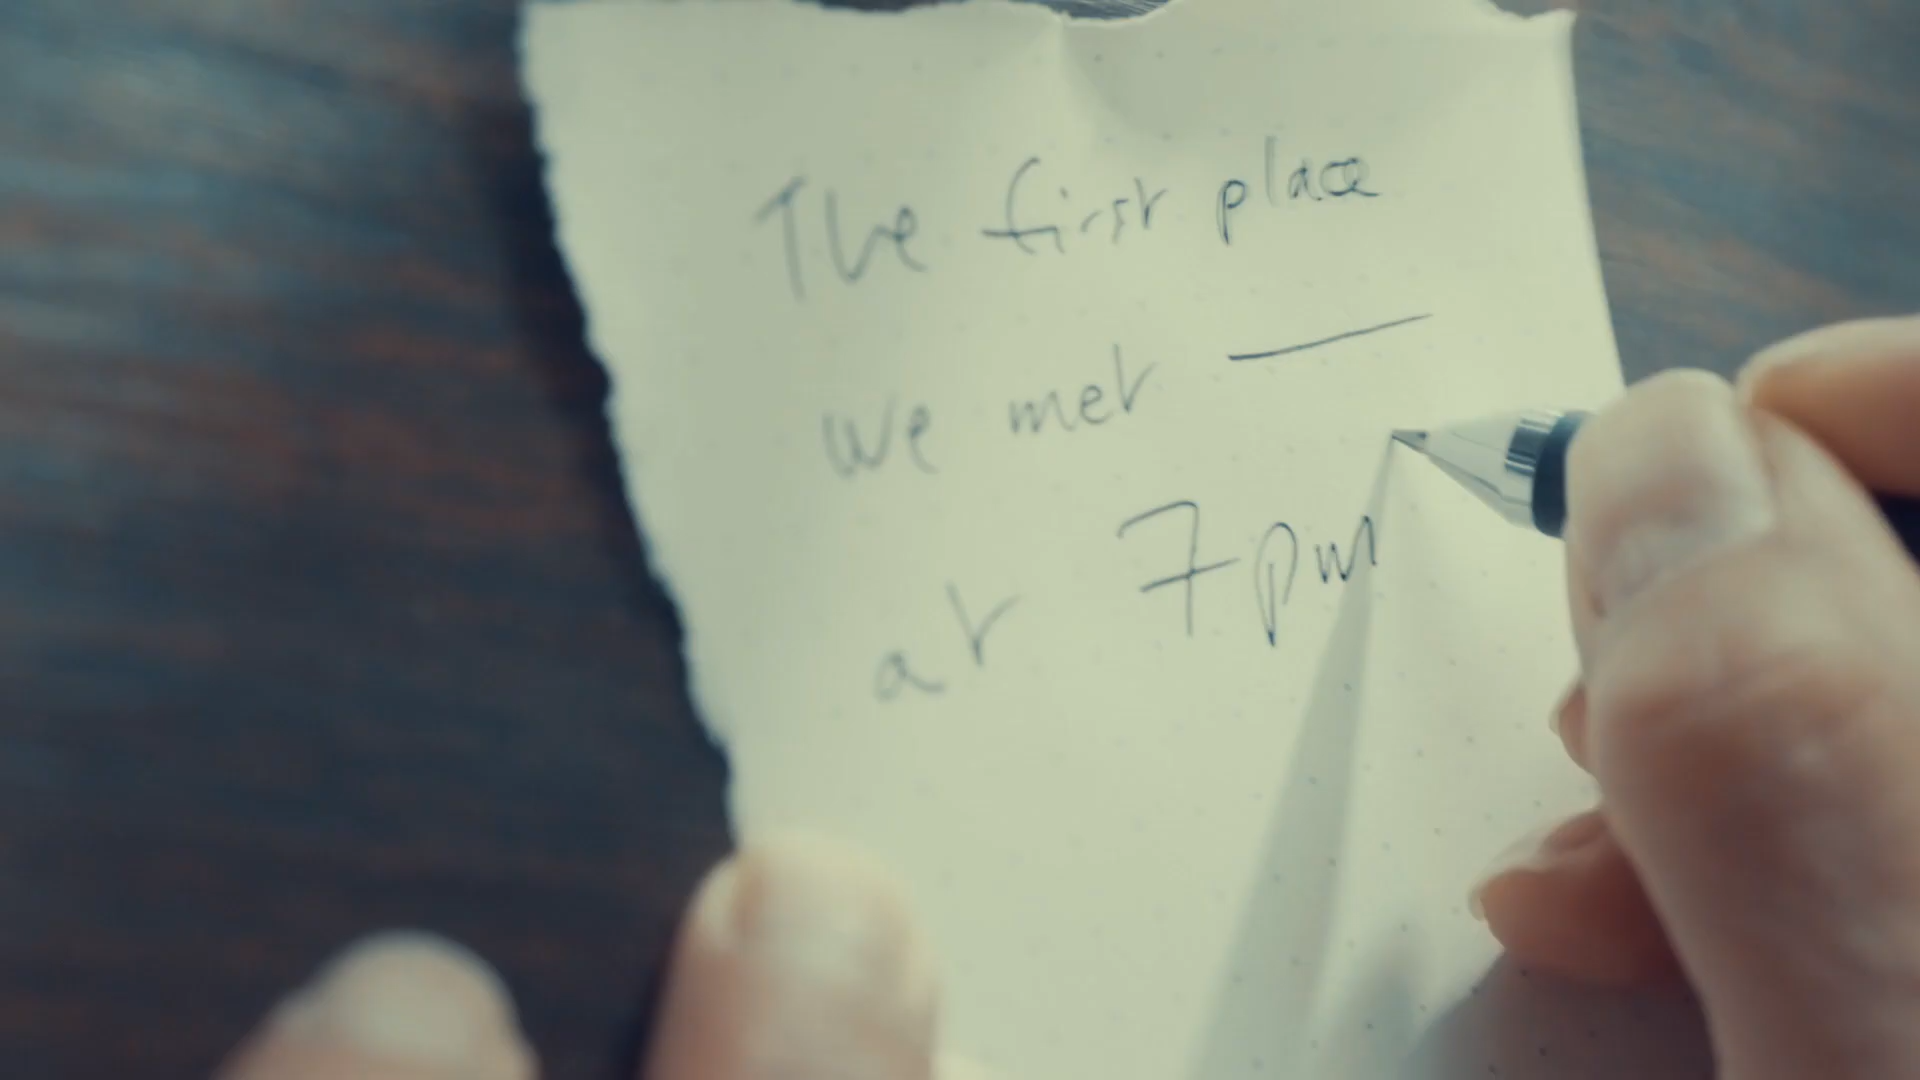 The first place
we met —
at 7pm